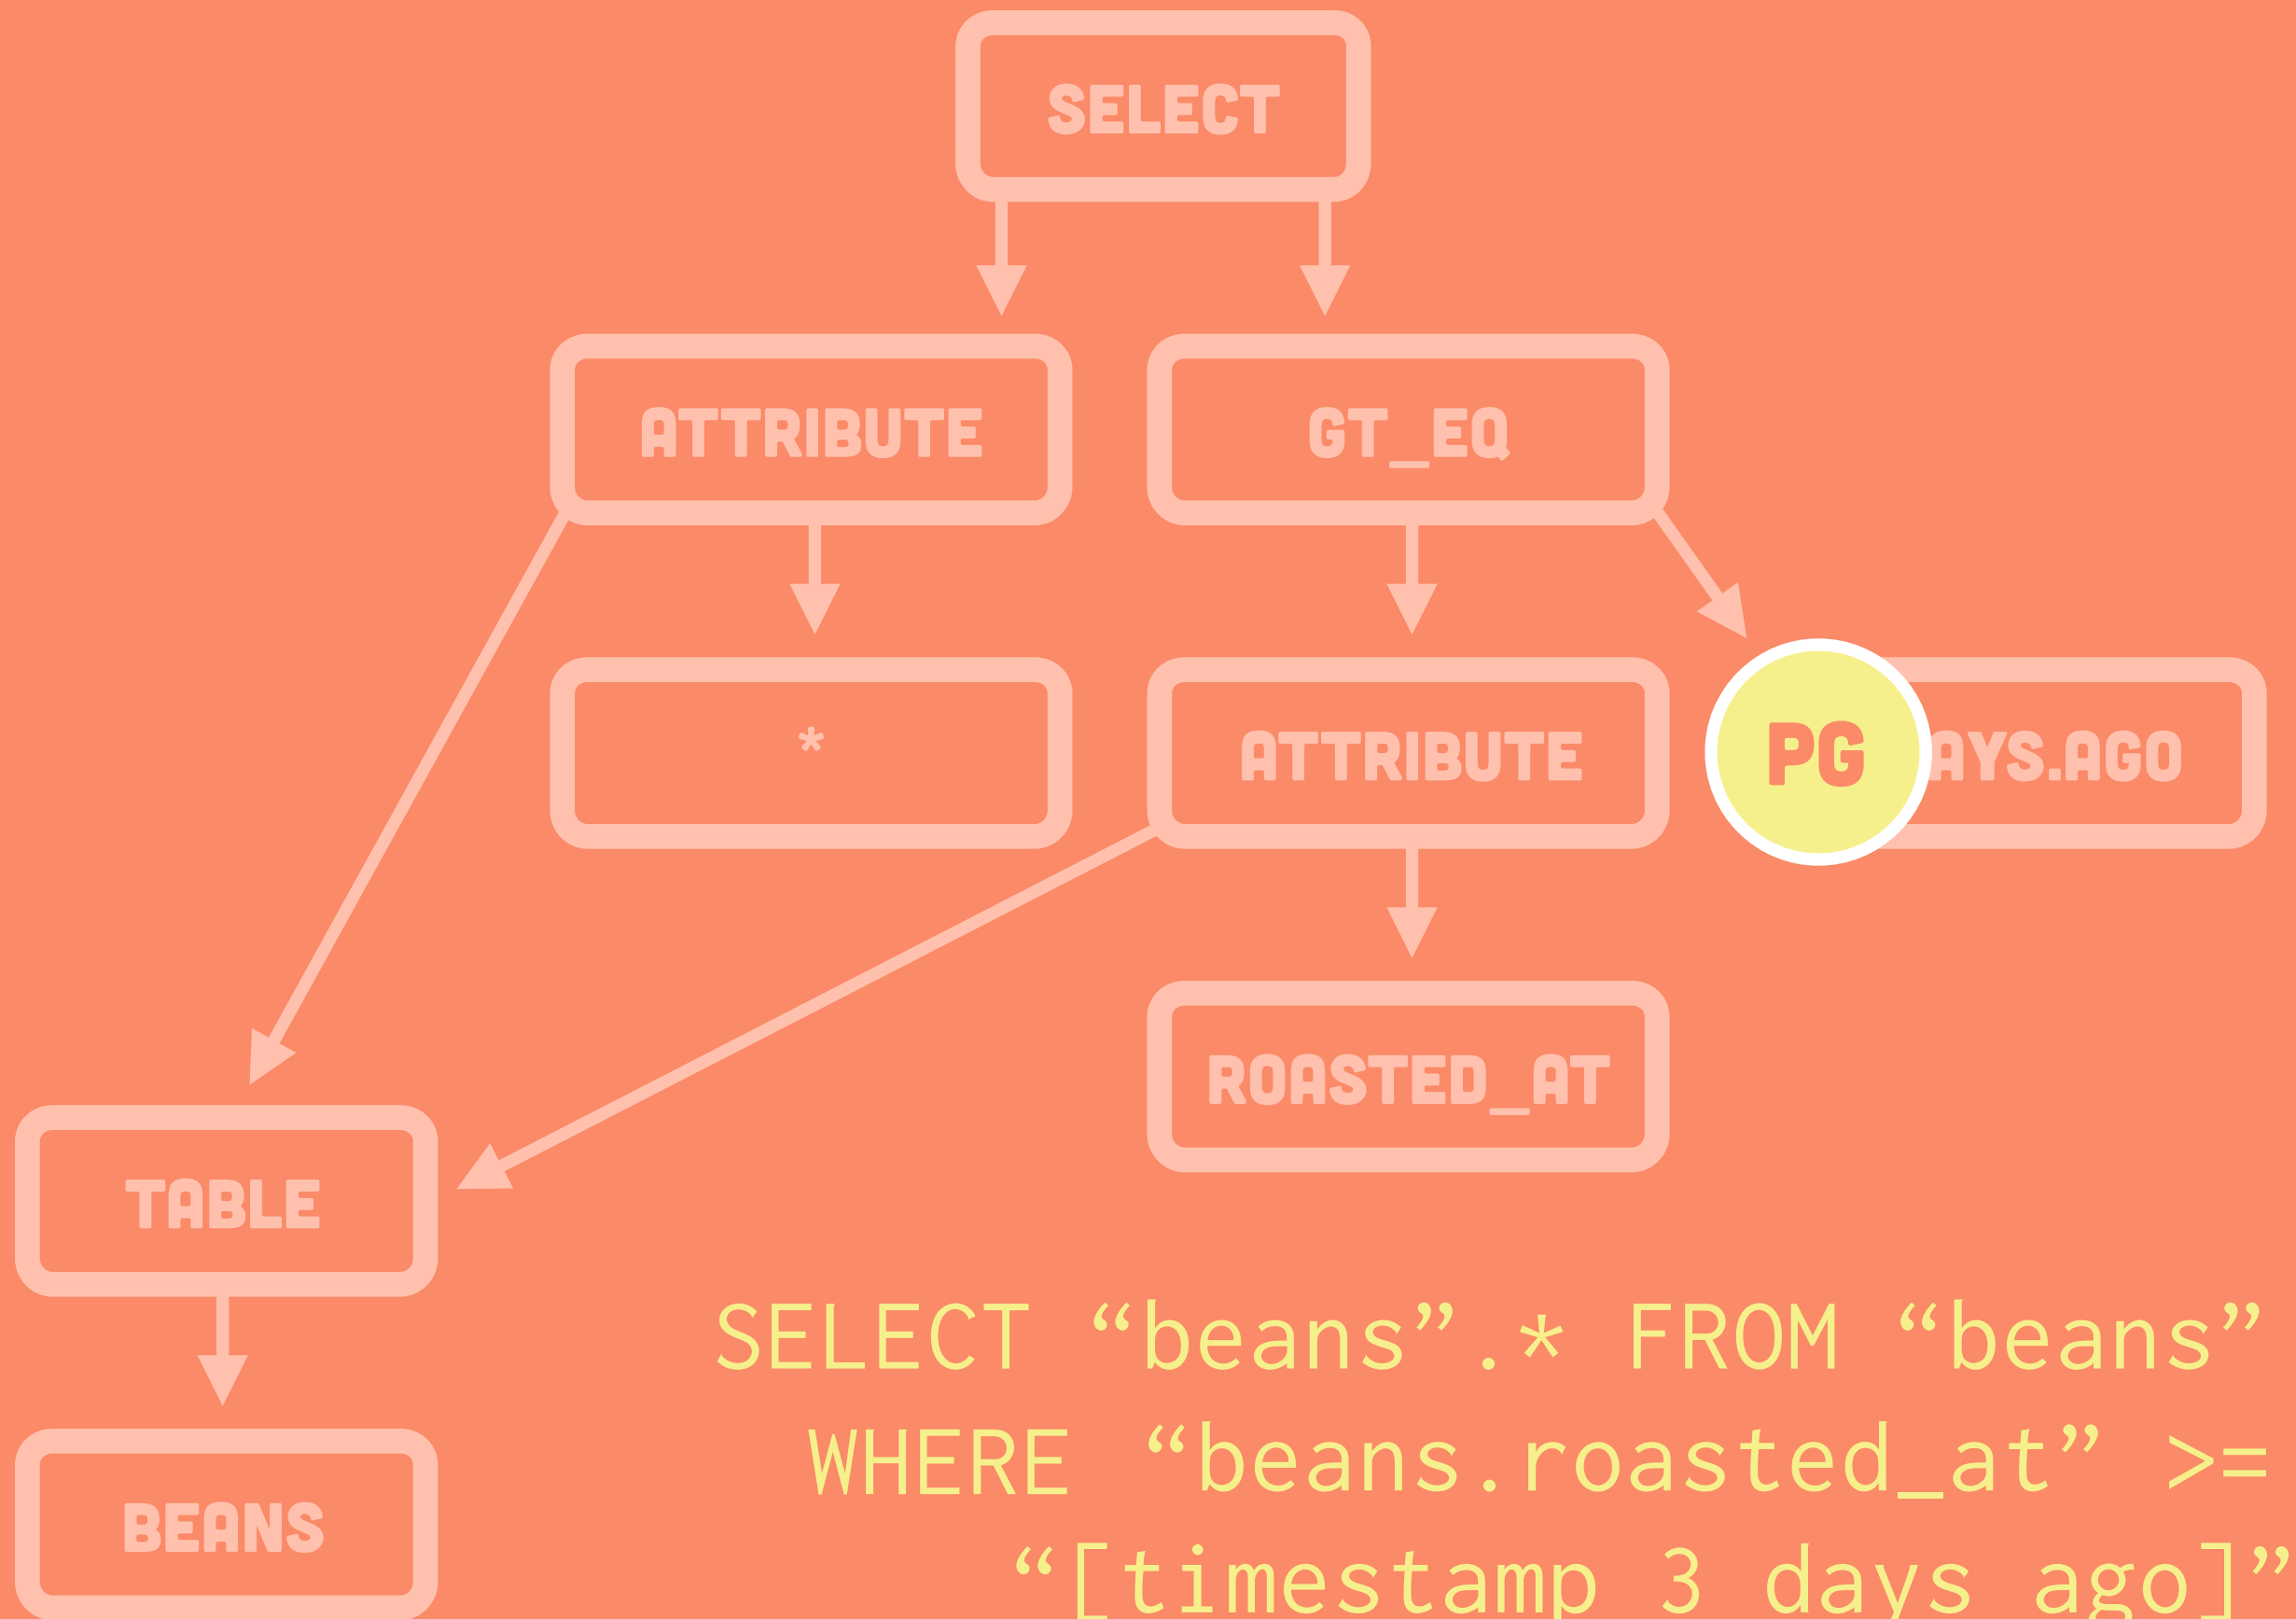 SELECT
ATTRIBUTE
GT_EQ
*
ATTRIBUTE
PG
AYS.AGO
ROASTED_AT
TABLE
BEANS
SELECT “beans”.* FROM “beans”
WHERE “beans.roasted_at” >=
“[timestamp 3 days ago]”